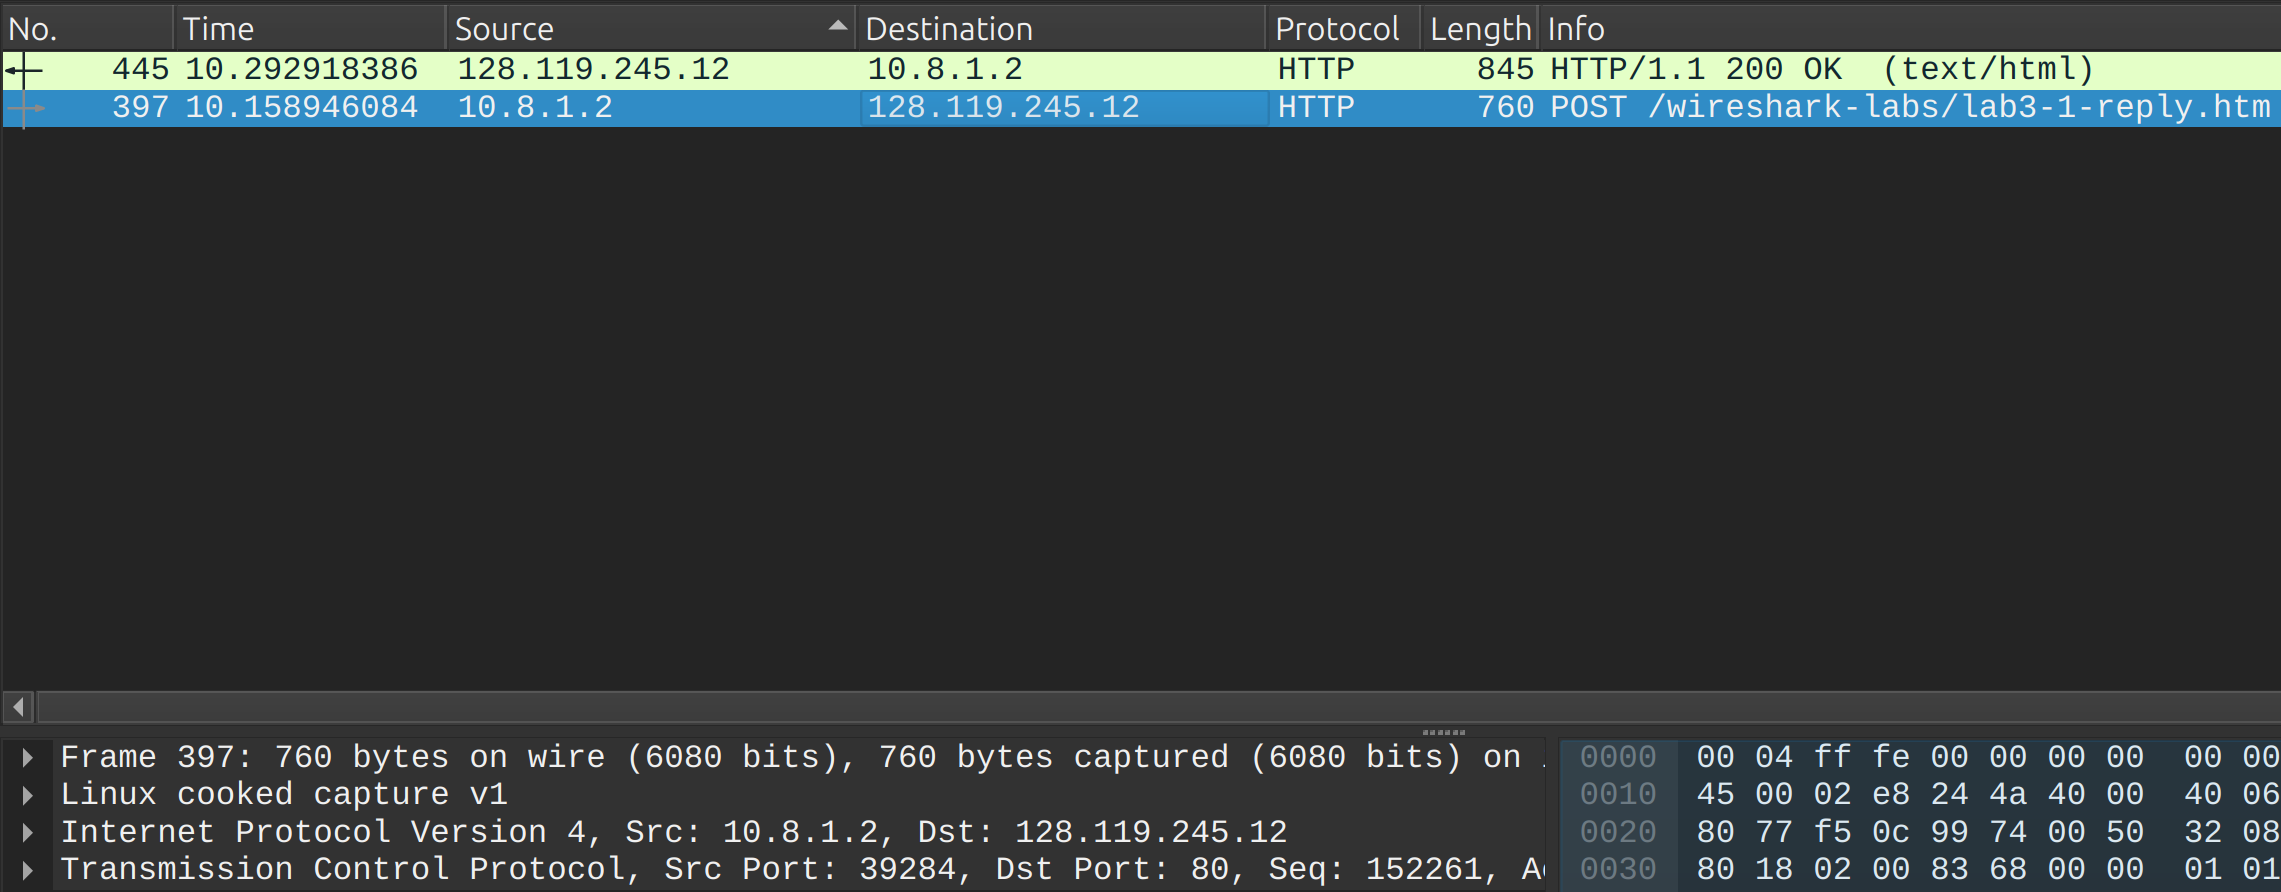 No. Time Source Destination Protocol Length Info
445 10.292918386 128.119.245.12 10.8.1.2 HTTP 845 HTTP/1.1 200 OK (text/html)
397 10.158946084 10.8.1.2 128.119.245.12 HTTP 760 POST /wireshark-labs/lab3-1-reply.htm
Frame 397: 760 bytes on wire (6080 bits), 760 bytes captured (6080 bits) on
Linux cooked capture v1
Internet Protocol Version 4, Src: 10.8.1.2, Dst: 128.119.245.12
Transmission Control Protocol, Src Port: 39284, Dst Port: 80, Seq: 152261,
0000 00 04 ff fe 00 00 00 00 00 00
0010 45 00 02 e8 24 4a 40 00 40 06
0020 80 77 f5 0c 99 74 00 50 32 08
0030 80 18 02 00 83 68 00 00 01 01